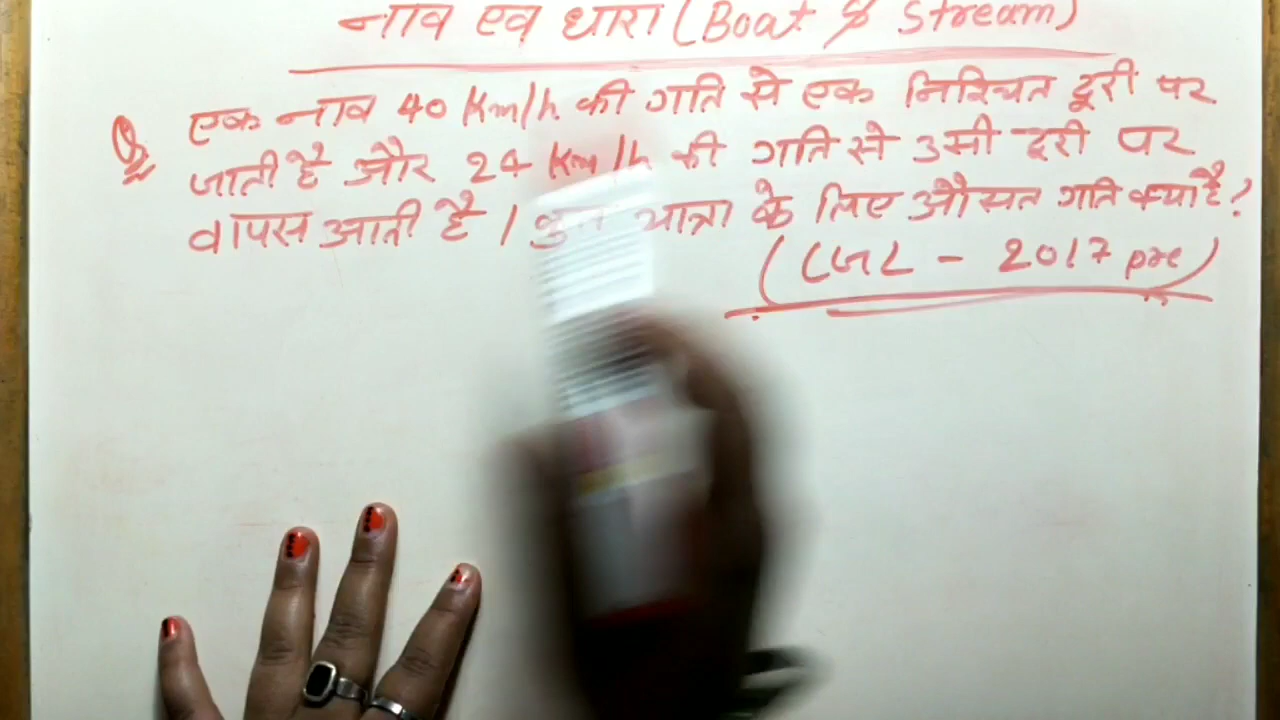 नाव एव धारा (Boat & Stream)
Q एक नाव 40 Km/h की गति से एक निश्चित दूरी पर
जाती है और 24 Km/h की गति से उसी दूरी पर
वापस आती है । यात्रा के लिए औसत गति क्या है ?
(CGL - 2017 pre)